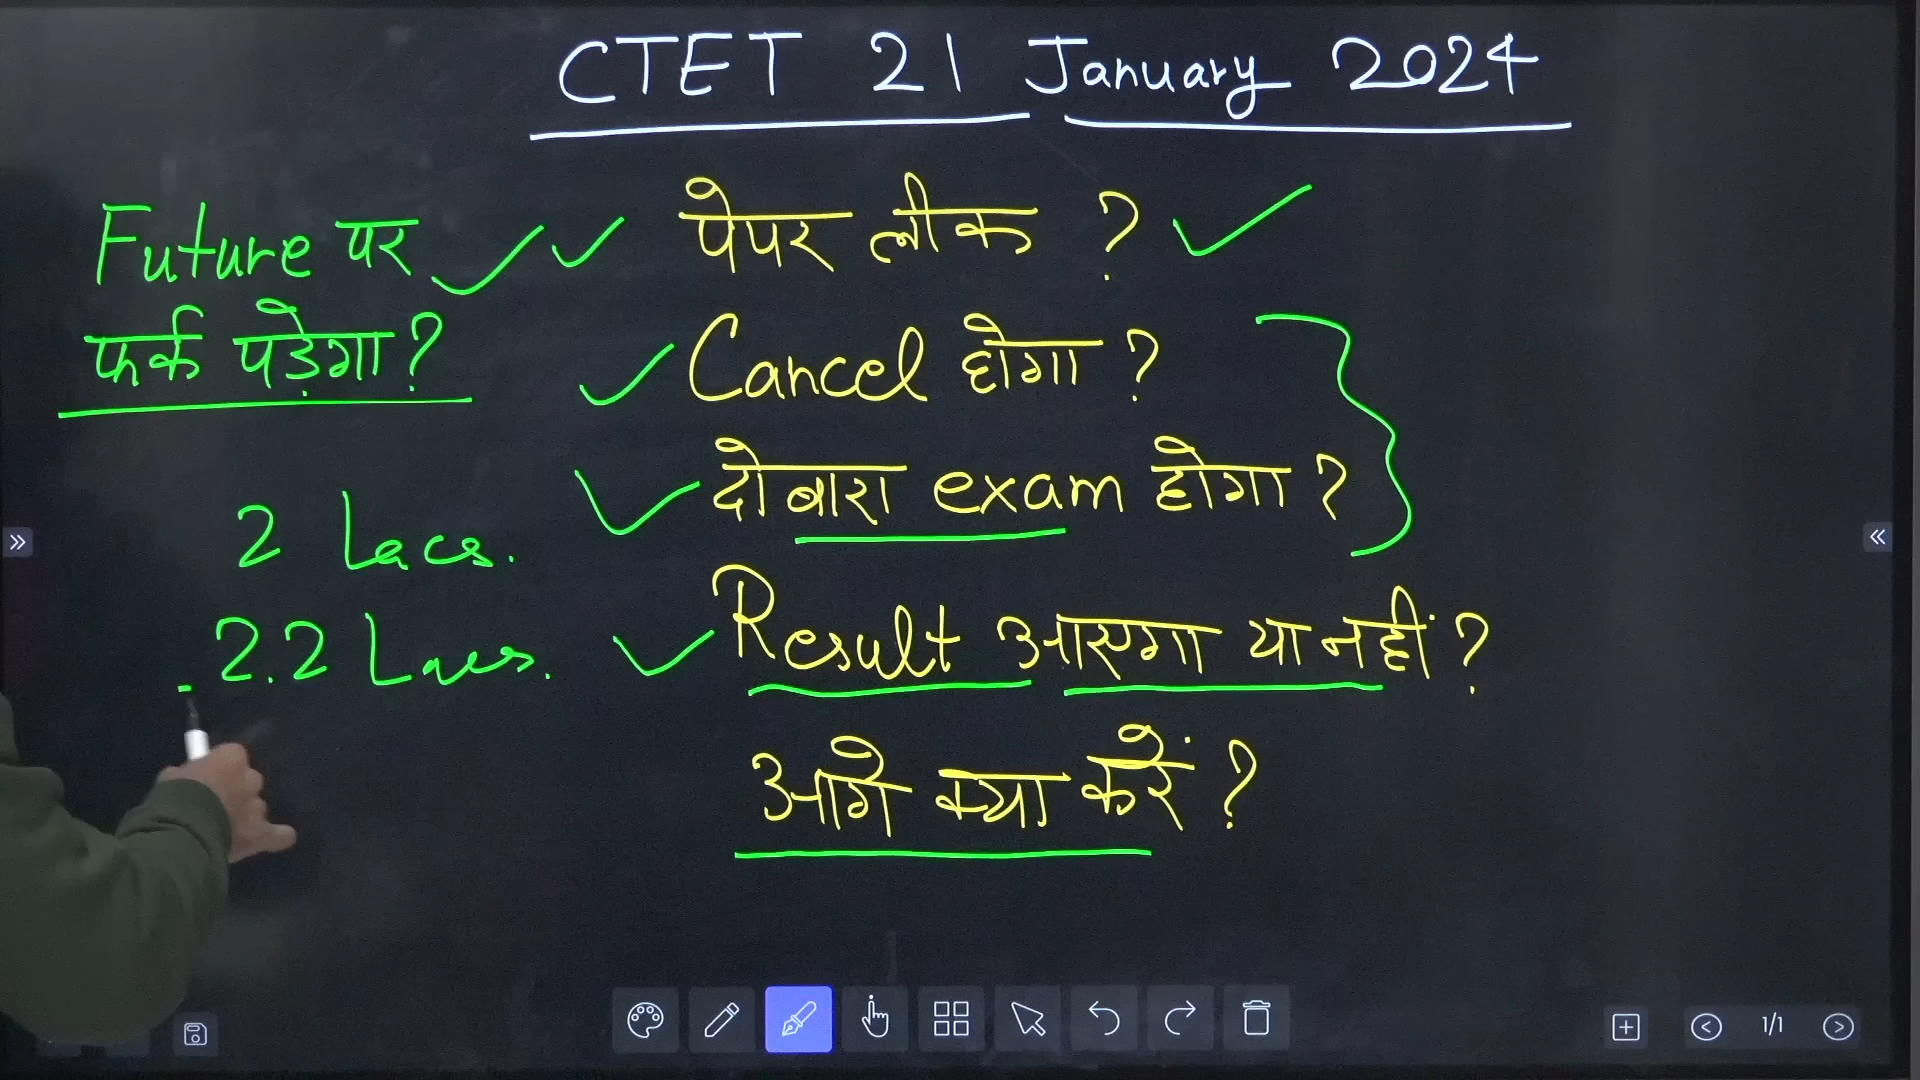 CTET 21 January 2024
पेपर लीक ?
Cancel होगा ?
दोबारा exam होगा ?
Result आएगा या नहीं ?
आगे क्या करें ?
Future पर
फर्क पड़ेगा?
2 Lacs.
2.2 Lacs.
1/1